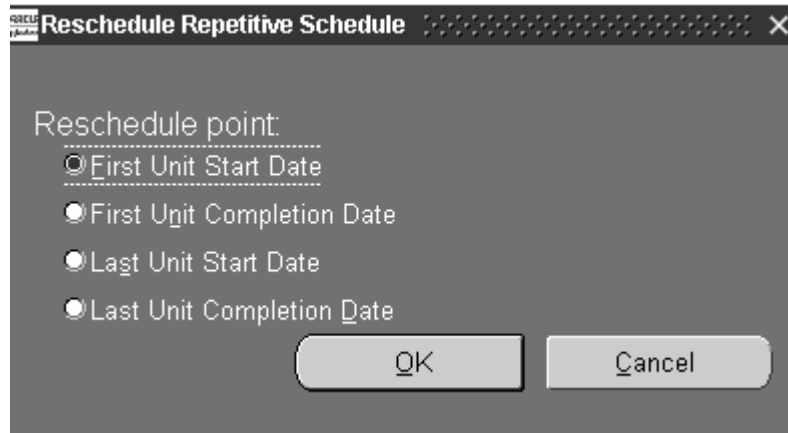 Reschedule Repetitive Schedule
Reschedule point:
First Unit Start Date
First Unit Completion Date
Last Unit Start Date
Last Unit Completion Date
OK Cancel